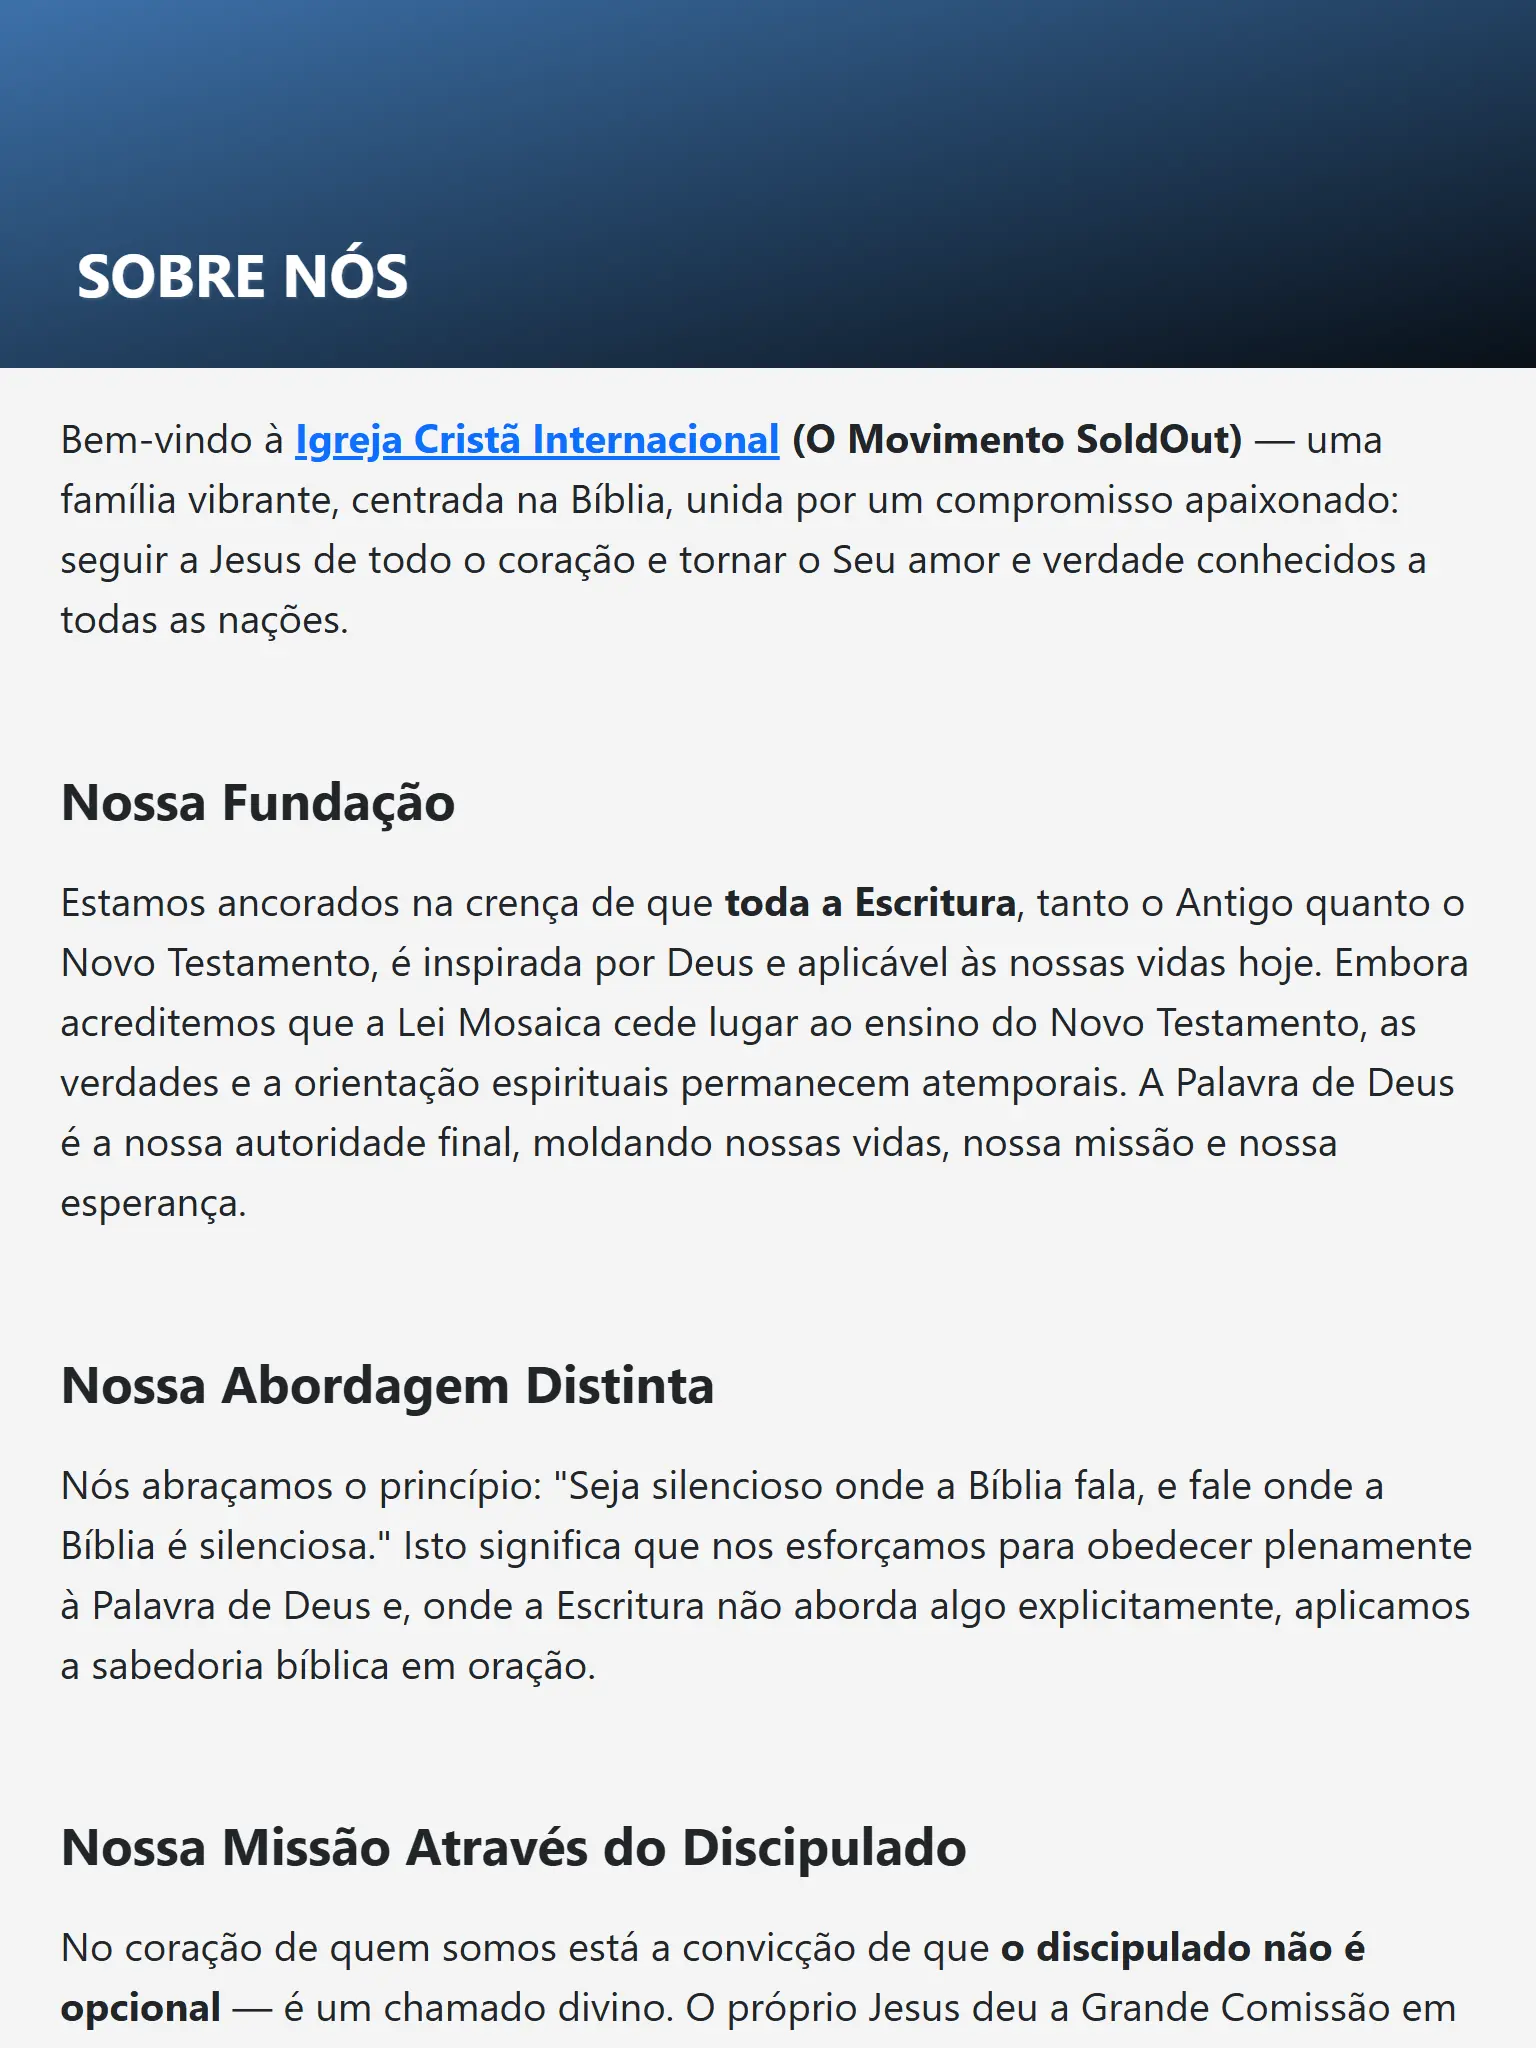 SOBRE NÓS
Bem-vindo à Igreja Cristã Internacional (O Movimento SoldOut) — uma
família vibrante, centrada na Bíblia, unida por um compromisso apaixonado:
seguir a Jesus de todo o coração e tornar o Seu amor e verdade conhecidos a
todas as nações.
Nossa Fundação
Estamos ancorados na crença de que toda a Escritura, tanto o Antigo quanto o
Novo Testamento, é inspirada por Deus e aplicável às nossas vidas hoje. Embora
acreditemos que a Lei Mosaica cede lugar ao ensino do Novo Testamento, as
verdades e a orientação espirituais permanecem atemporais. A Palavra de Deus
é a nossa autoridade final, moldando nossas vidas, nossa missão e nossa
esperança.
Nossa Abordagem Distinta
Nós abraçamos o princípio: "Seja silencioso onde a Bíblia fala, e fale onde a
Bíblia é silenciosa." Isto significa que nos esforçamos para obedecer plenamente
à Palavra de Deus e, onde a Escritura não aborda algo explicitamente, aplicamos
a sabedoria bíblica em oração.
Nossa Missão Através do Discipulado
No coração de quem somos está a convicção de que o discipulado não é
opcional — é um chamado divino. O próprio Jesus deu a Grande Comissão em